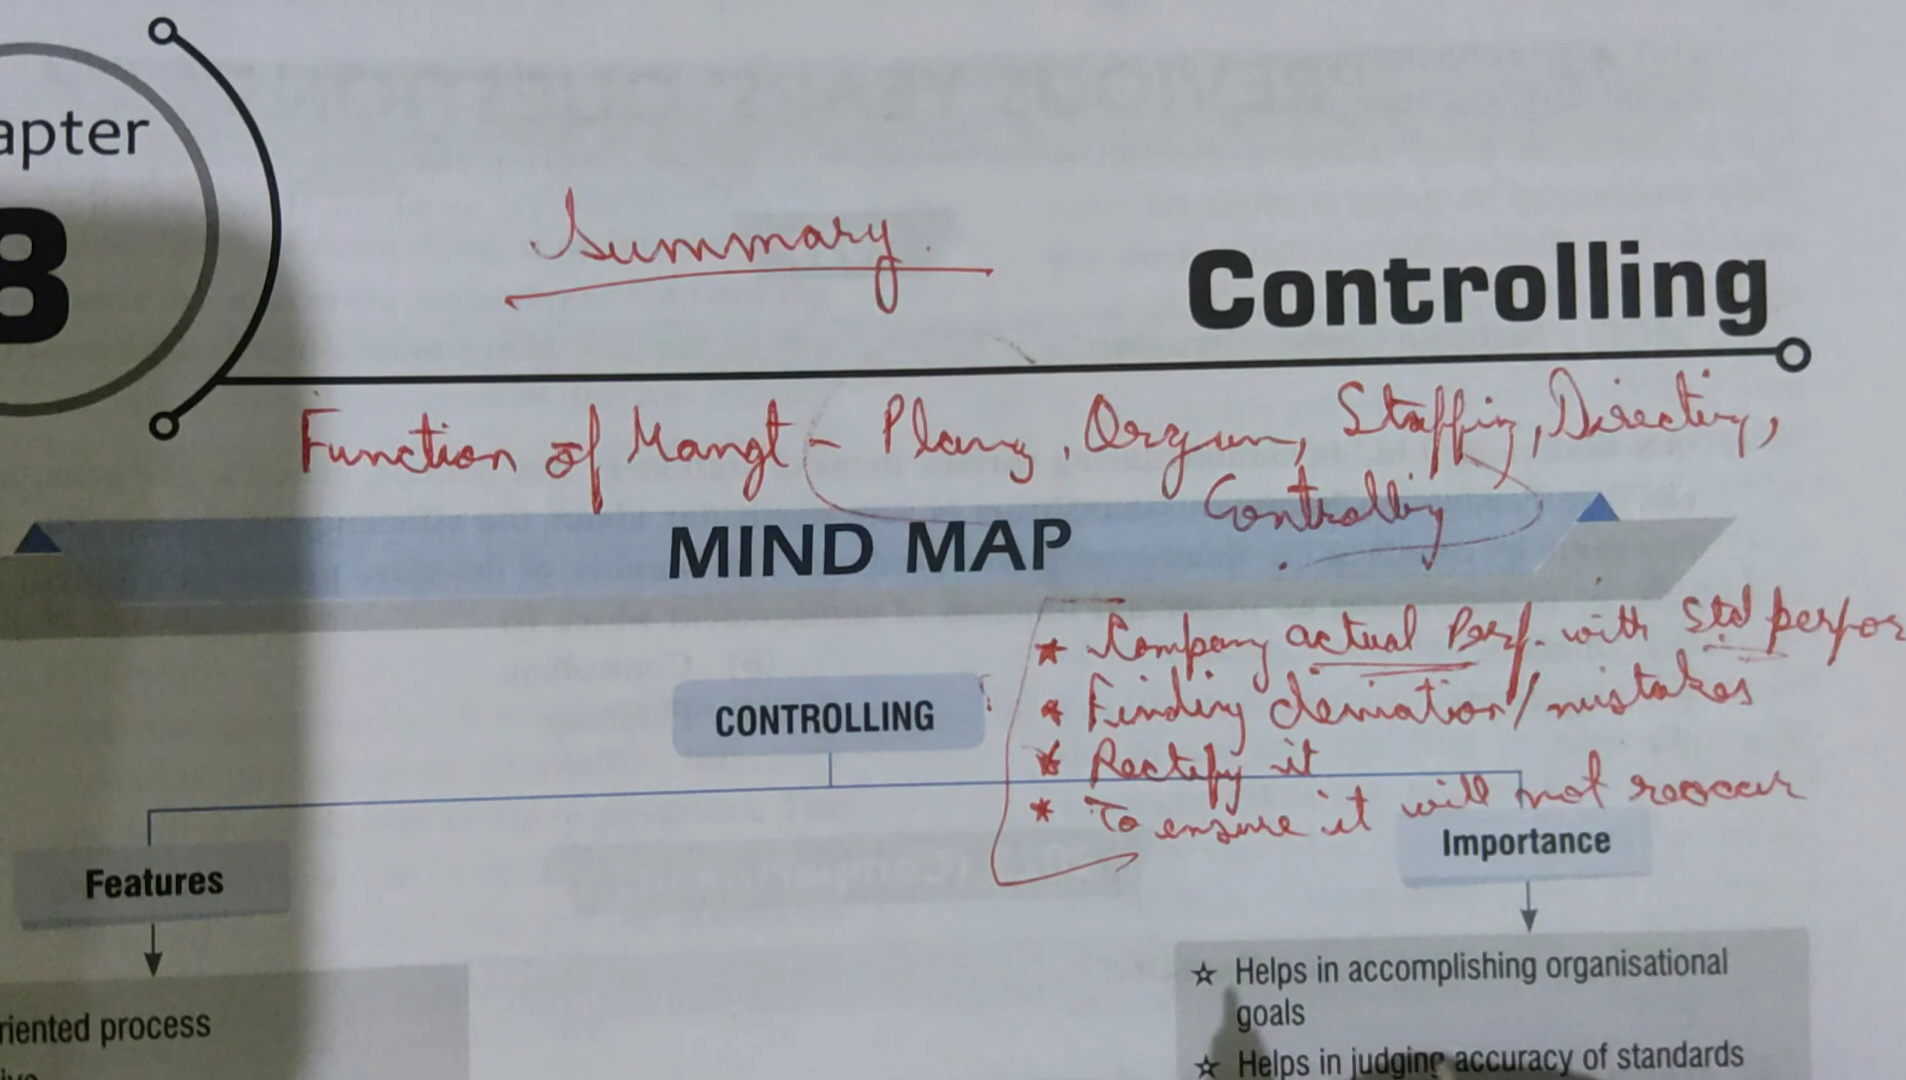 apter
8
Summary.
Controlling
Function of Mangt - Plang, Organ, Staffing, Directing,
Controlling
MIND MAP
* Company actual Perf. with Std perfor
* Finding deviation/mistakes
CONTROLLING
* Rectify it
* To ensure it will not reoccur
Importance
Features
☆ Helps in accomplishing organisational
goals
riented process
☆ Helps in judging accuracy of standards